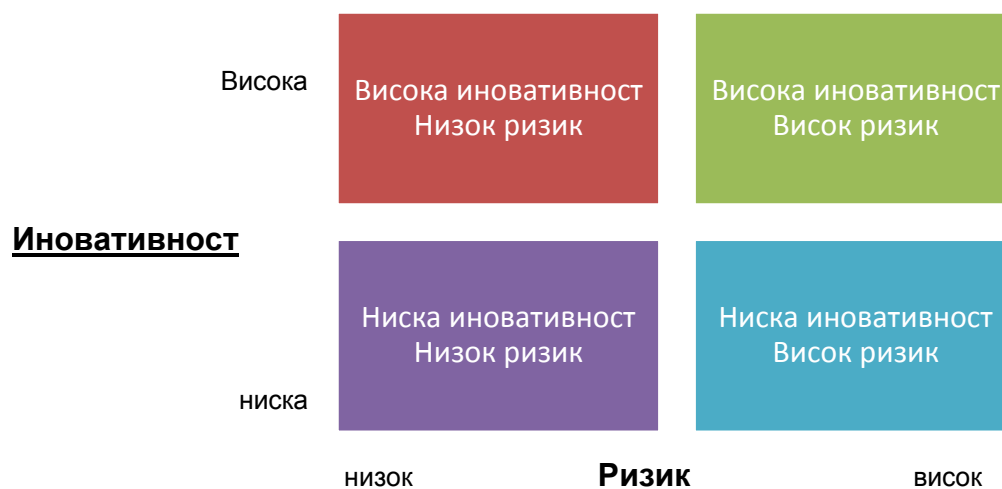 Висока
Висока иновативност
Низок ризик
Висока иновативност
Висок ризик
Иновативност
Ниска иновативност
Низок ризик
Ниска иновативност
Висок ризик
ниска
низок
Ризик
висок